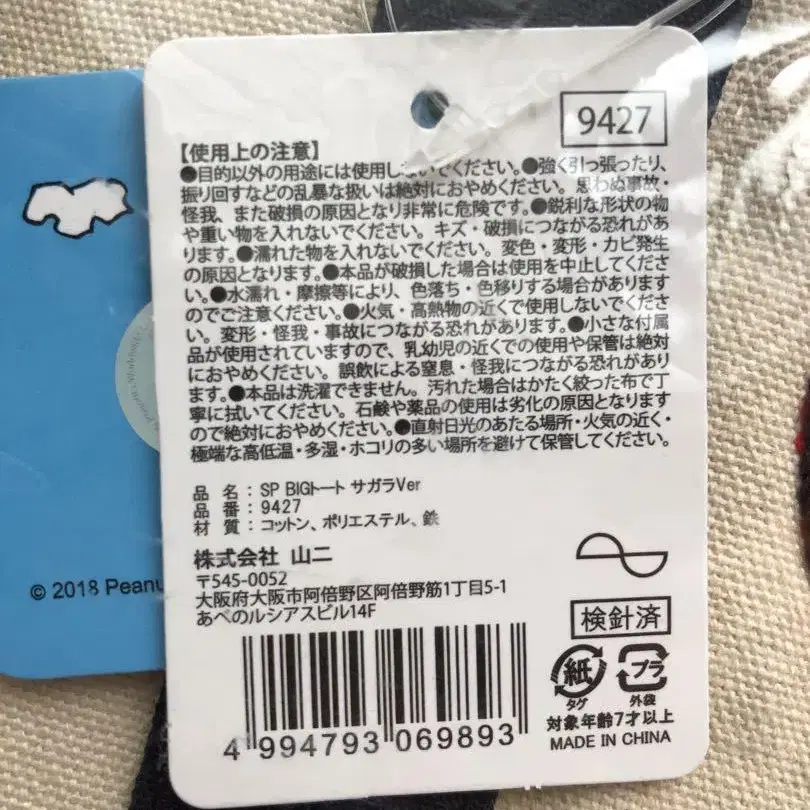 9427
【使用上の注意】
●目的以外の用途には使用しないでください。●強く引っ張ったり、
振り回すなどの乱暴な扱いは絶対におやめください。思わぬ事故・
怪我、また破損の原因となり非常に危険です。●鋭利な形状の物
や重い物を入れないでください。キズ・破損につながる恐れがあ
ります。●濡れた物を入れないでください。変色・変形・カビ発生
の原因となります。●本品が破損した場合は使用を中止してくださ
い。●水濡れ・摩擦等により、色落ち・色移りする場合があります
のでご注意ください。●火気・高熱物の近くで使用しないでくださ
い。変形・怪我・事故につながる恐れがあります。●小さな付属
品が使用されていますので、乳幼児の近くでの使用や保管は絶対
におやめください。誤飲による窒息・怪我につながる恐れがあり
ます。●本品は洗濯できません。汚れた場合はかたく絞った布で丁
寧に拭いてください。石鹸や薬品の使用は劣化の原因となります
ので絶対におやめください。●直射日光のあたる場所・火気の近く・
極端な高低温・多湿・ホコリの多い場所を避けて保管してください。
品 名 : SP BIGトート サガラVer
品 番 : 9427
材 質 : コットン、ポリエステル、鉄
株式会社 山二
〒545-0052
大阪府大阪市阿倍野区阿倍野筋1丁目5-1
あべのルシアスビル14F
検針済
紙
タグ
プラ
外袋
対象年齢7才以上
MADE IN CHINA
4 994793 069893
© 2018 Peanu